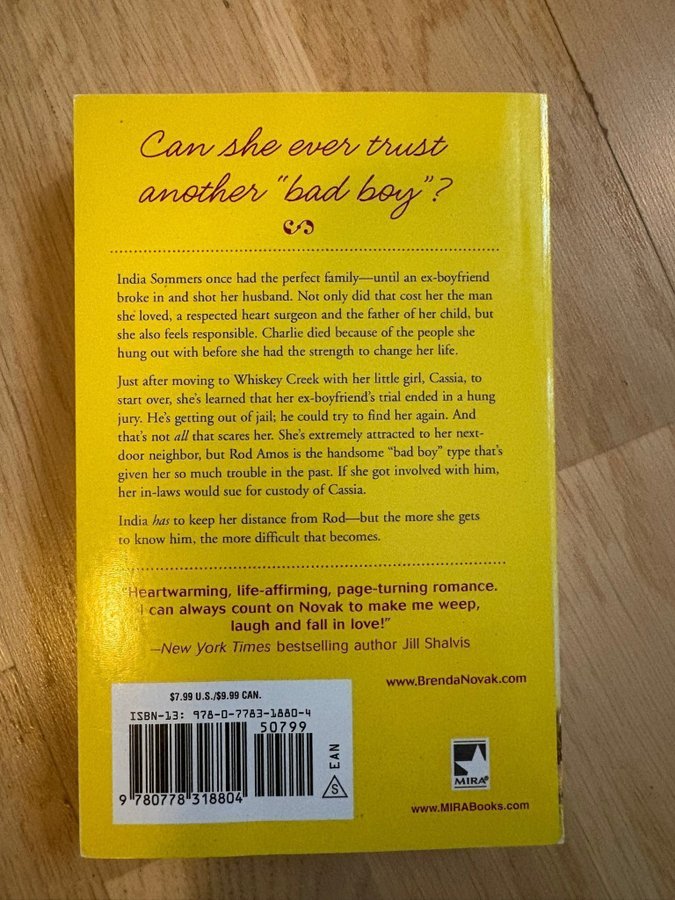 Can she ever trust
another "bad boy"?
India Sommers once had the perfect family—until an ex-boyfriend
broke in and shot her husband. Not only did that cost her the man
she loved, a respected heart surgeon and the father of her child, but
she also feels responsible. Charlie died because of the people she
hung out with before she had the strength to change her life.
Just after moving to Whiskey Creek with her little girl, Cassia, to
start over, she's learned that her ex-boyfriend's trial ended in a hung
jury. He's getting out of jail; he could try to find her again. And
that's not all that scares her. She's extremely attracted to her next-
door neighbor, but Rod Amos is the handsome "bad boy" type that's
given her so much trouble in the past. If she got involved with him,
her in-laws would sue for custody of Cassia.
India has to keep her distance from Rod—but the more she gets
to know him, the more difficult that becomes.
"Heartwarming, life-affirming, page-turning romance.
I can always count on Novak to make me weep,
laugh and fall in love!"
—New York Times bestselling author Jill Shalvis
www.BrendaNovak.com
$7.99 U.S./$9.99 CAN.
ISBN-13: 978-0-7783-1880-4
50799
EAN
S
9 780778 318804
MIRA®
www.MIRABooks.com